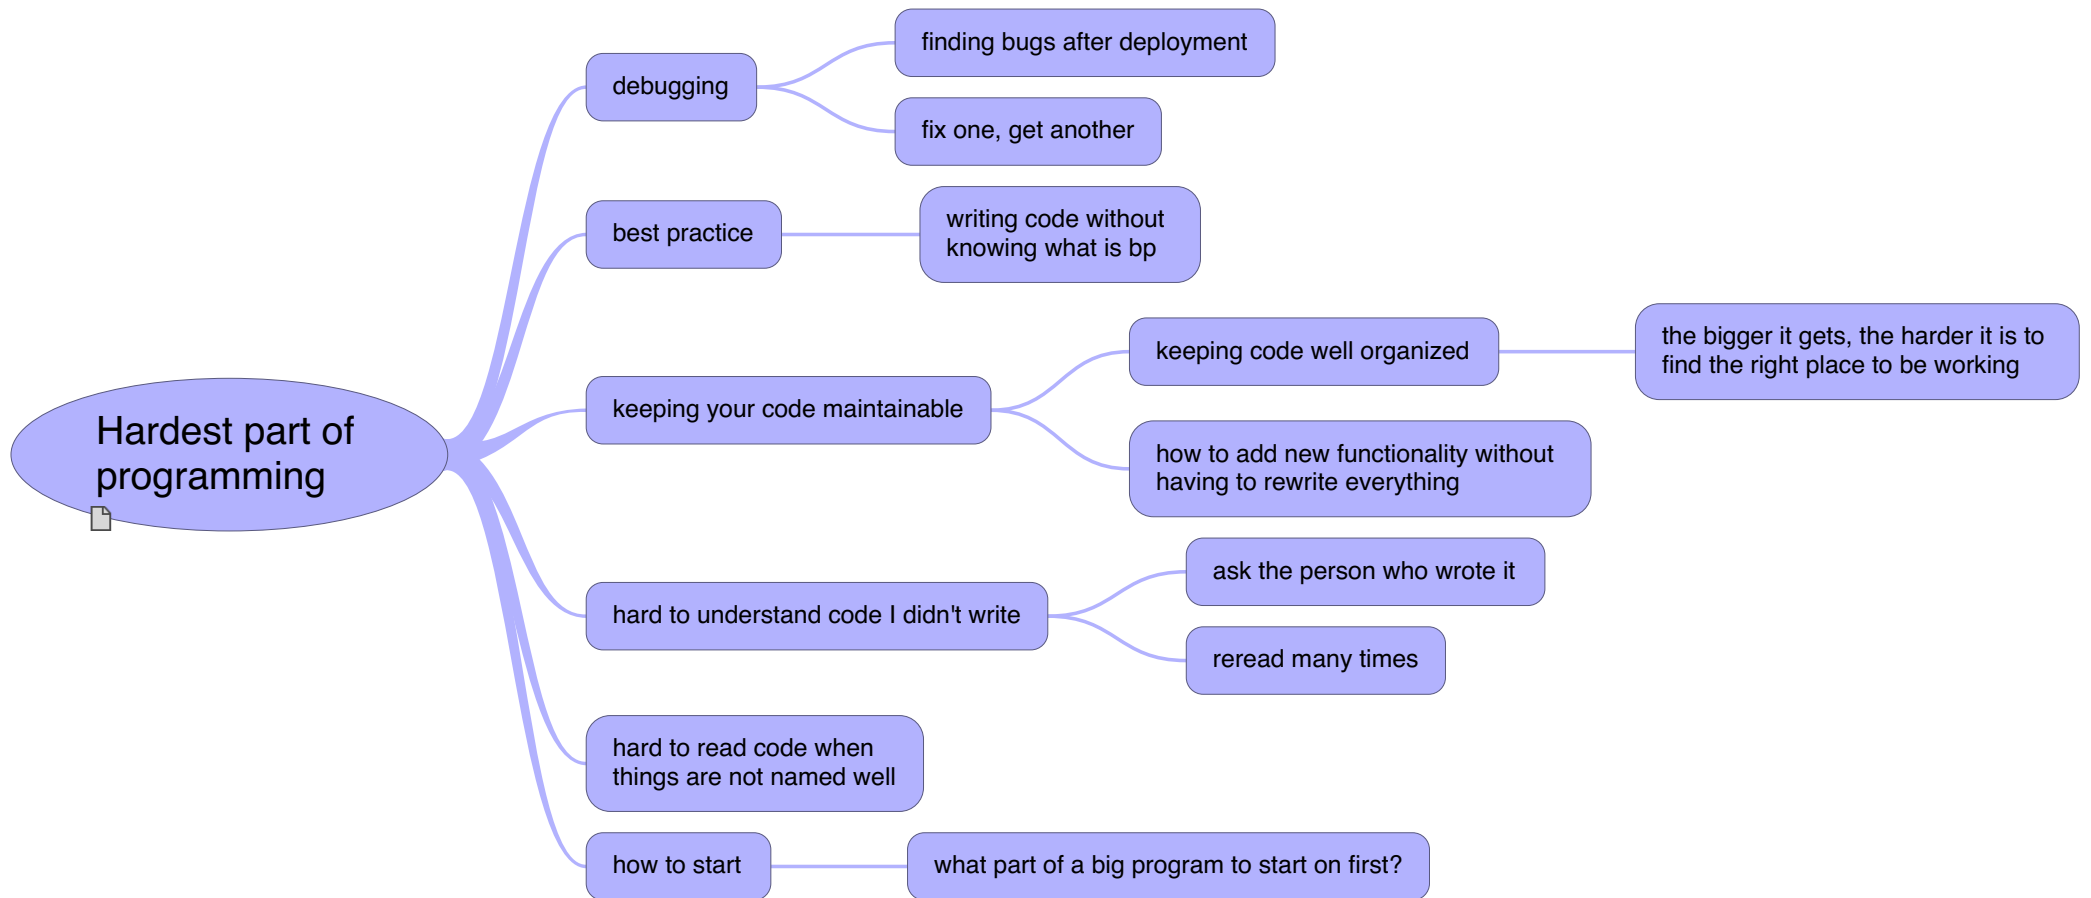 Hardest part of
programming
debugging
finding bugs after deployment
fix one, get another
best practice
writing code without
knowing what is bp
keeping your code maintainable
keeping code well organized
the bigger it gets, the harder it is to
find the right place to be working
how to add new functionality without
having to rewrite everything
hard to understand code I didn't write
ask the person who wrote it
reread many times
hard to read code when
things are not named well
how to start
what part of a big program to start on first?